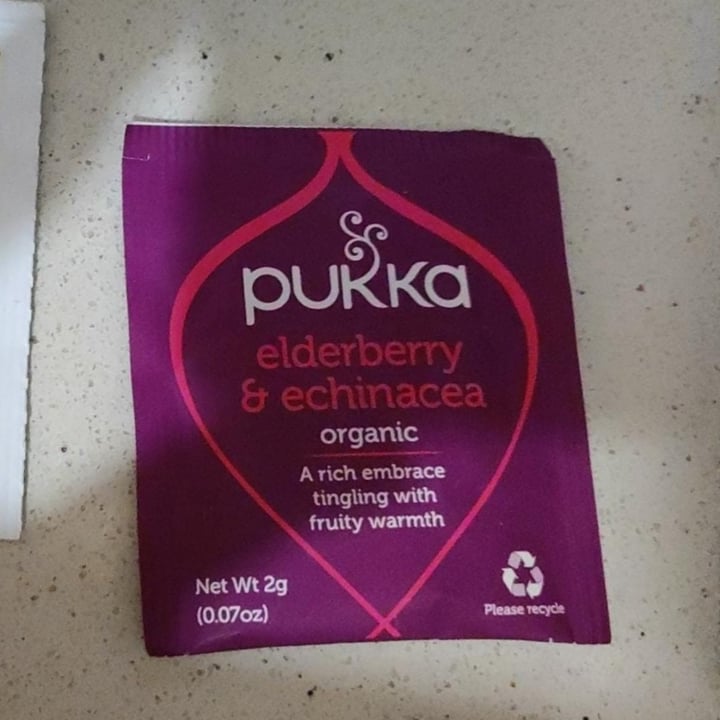 pukka
elderberry
& echinacea
organic
A rich embrace
tingling with
fruity warmth
Net Wt 2g
(0.07oz)
Please recycle